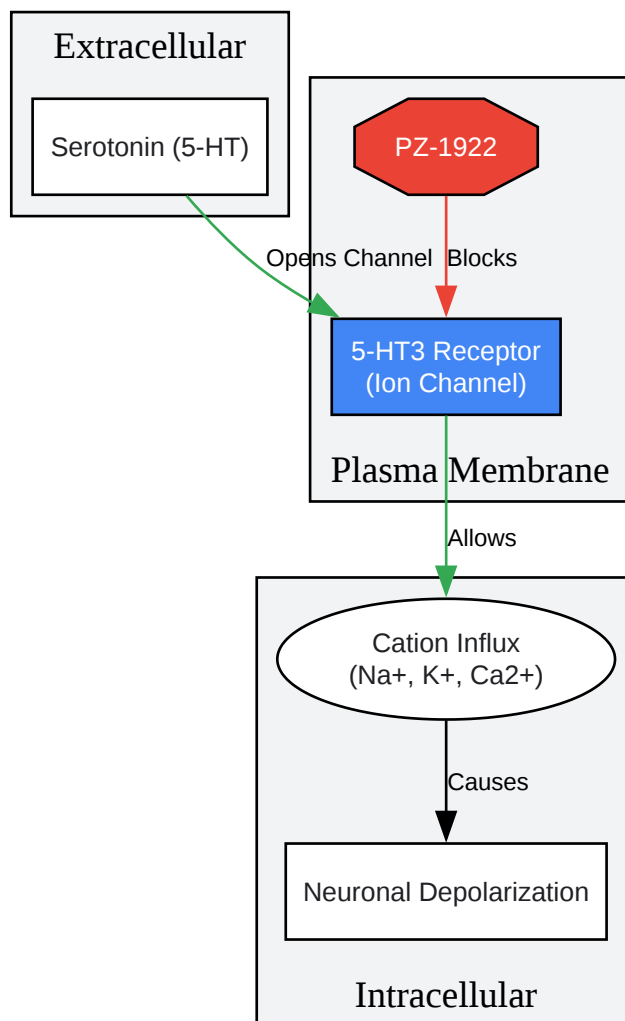 Extracellular
Serotonin (5-HT)
PZ-1922
Opens Channel
Blocks
5-HT3 Receptor
(Ion Channel)
Plasma Membrane
Allows
Cation Influx
(Na+, K+, Ca2+)
Causes
Neuronal Depolarization
Intracellular